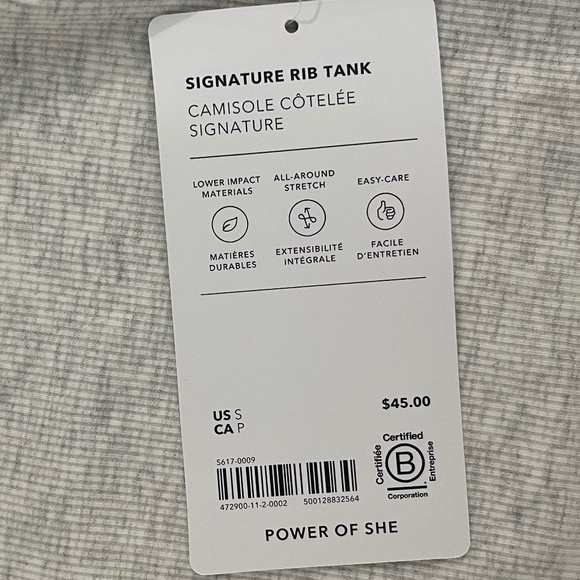 SIGNATURE RIB TANK
CAMISOLE CÔTELÉE
SIGNATURE
LOWER IMPACT
MATERIALS
MATIÈRES
DURABLES
ALL-AROUND
STRETCH
EXTENSIBILITÉ
INTÉGRALE
EASY-CARE
FACILE
D'ENTRETIEN
US S
CA P
$45.00
S617-0009
472900-11-2-0002 500128832564
Certified
Certifiée
B
Entreprise
Corporation
POWER OF SHE